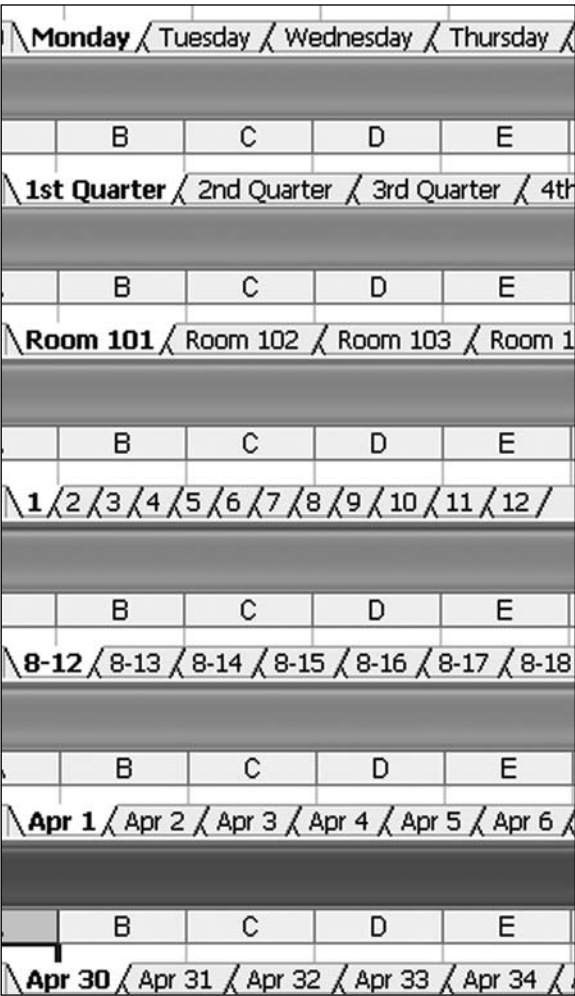 Monday Tuesday Wednesday Thursday
B C D E
1st Quarter 2nd Quarter 3rd Quarter 4th
B C D E
Room 101 Room 102 Room 103 Room 1
B C D E
1 2 3 4 5 6 7 8 9 10 11 12
B C D E
8-12 8-13 8-14 8-15 8-16 8-17 8-18
B C D E
Apr 1 Apr 2 Apr 3 Apr 4 Apr 5 Apr 6
B C D E
Apr 30 Apr 31 Apr 32 Apr 33 Apr 34